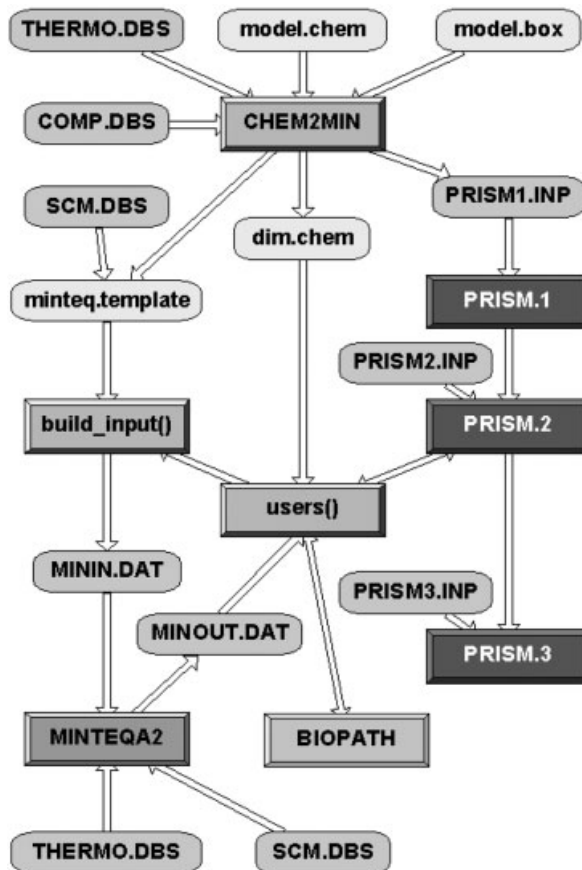 THERMO.DBS
model.chem
model.box
COMP.DBS
CHEM2MIN
SCM.DBS
PRISM1.INP
dim.chem
minteq.template
PRISM.1
PRISM2.INP
build_input()
PRISM.2
users()
MININ.DAT
PRISM3.INP
MINOUT.DAT
PRISM.3
MINTEQA2
BIOPATH
THERMO.DBS
SCM.DBS